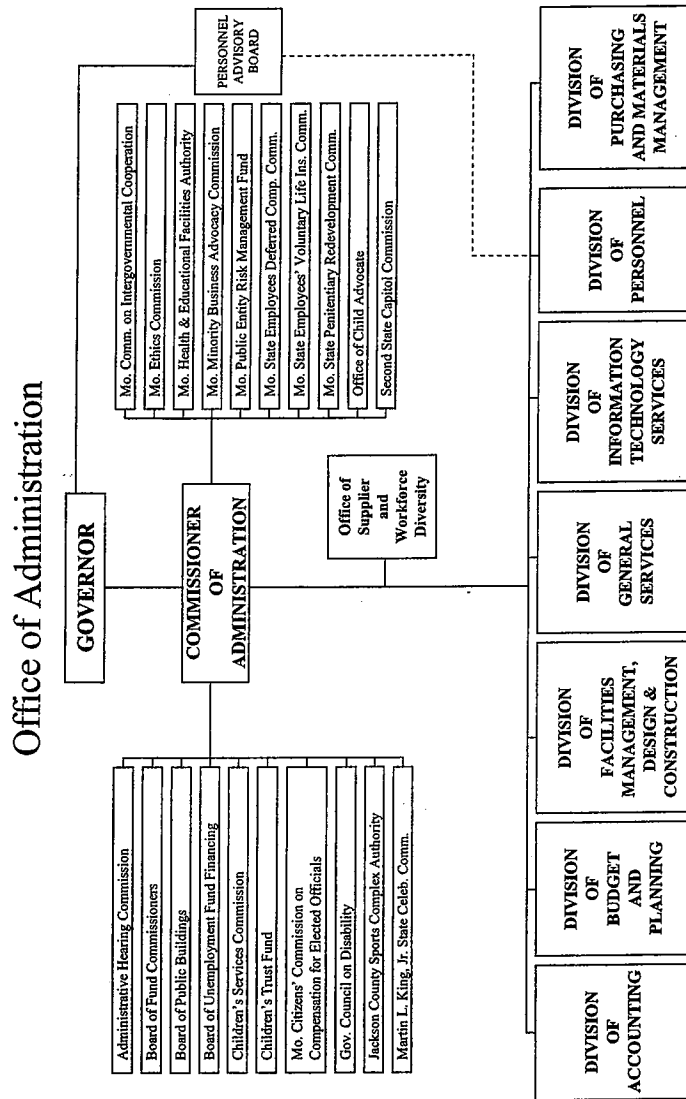 Office of Administration
GOVERNOR
PERSONNEL
ADVISORY
BOARD
COMMISSIONER
OF
ADMINISTRATION
Administrative Hearing Commission
Board of Fund Commissioners
Board of Public Buildings
Board of Unemployment Fund Financing
Children's Services Commission
Children's Trust Fund
Mo. Citizens' Commission on
Compensation for Elected Officials
Gov. Council on Disability
Jackson County Sports Complex Authority
Martin L. King, Jr. State Celeb. Comm.
Mo. Comm. on Intergovernmental Cooperation
Mo. Ethics Commission
Mo. Health & Educational Facilities Authority
Mo. Minority Business Advocacy Commission
Mo. Public Entity Risk Management Fund
Mo. State Employees Deferred Comp. Comm.
Mo. State Employees' Voluntary Life Ins. Comm.
Mo. State Penitentiary Redevelopment Comm.
Office of Child Advocate
Second State Capitol Commission
Office of
Supplier
and
Workforce
Diversity
DIVISION
OF
ACCOUNTING
DIVISION
OF
BUDGET
AND
PLANNING
DIVISION
OF
FACILITIES
MANAGEMENT,
DESIGN &
CONSTRUCTION
DIVISION
OF
GENERAL
SERVICES
DIVISION
OF
INFORMATION
TECHNOLOGY
SERVICES
DIVISION
OF
PERSONNEL
DIVISION
OF
PURCHASING
AND MATERIALS
MANAGEMENT